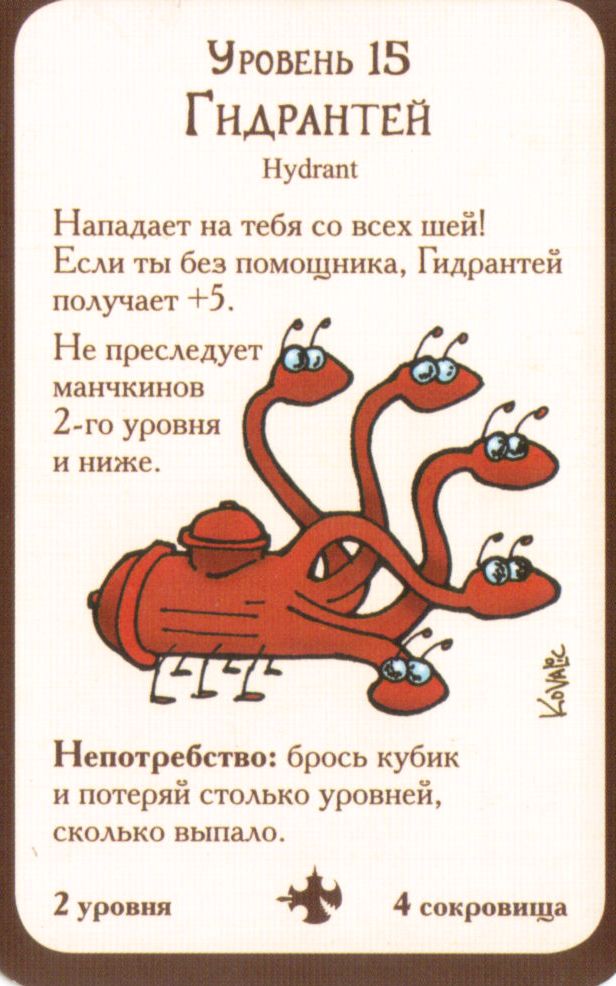 Уровень 15
Гидрантей
Hydrant
Нападает на тебя со всех шей!
Если ты без помощника, Гидрантей
получает +5.
Не преследует
манчкинов
2-го уровня
и ниже.
Kovalic
Непотребство: брось кубик
и потеряй столько уровней,
сколько выпало.
2 уровня
4 сокровища